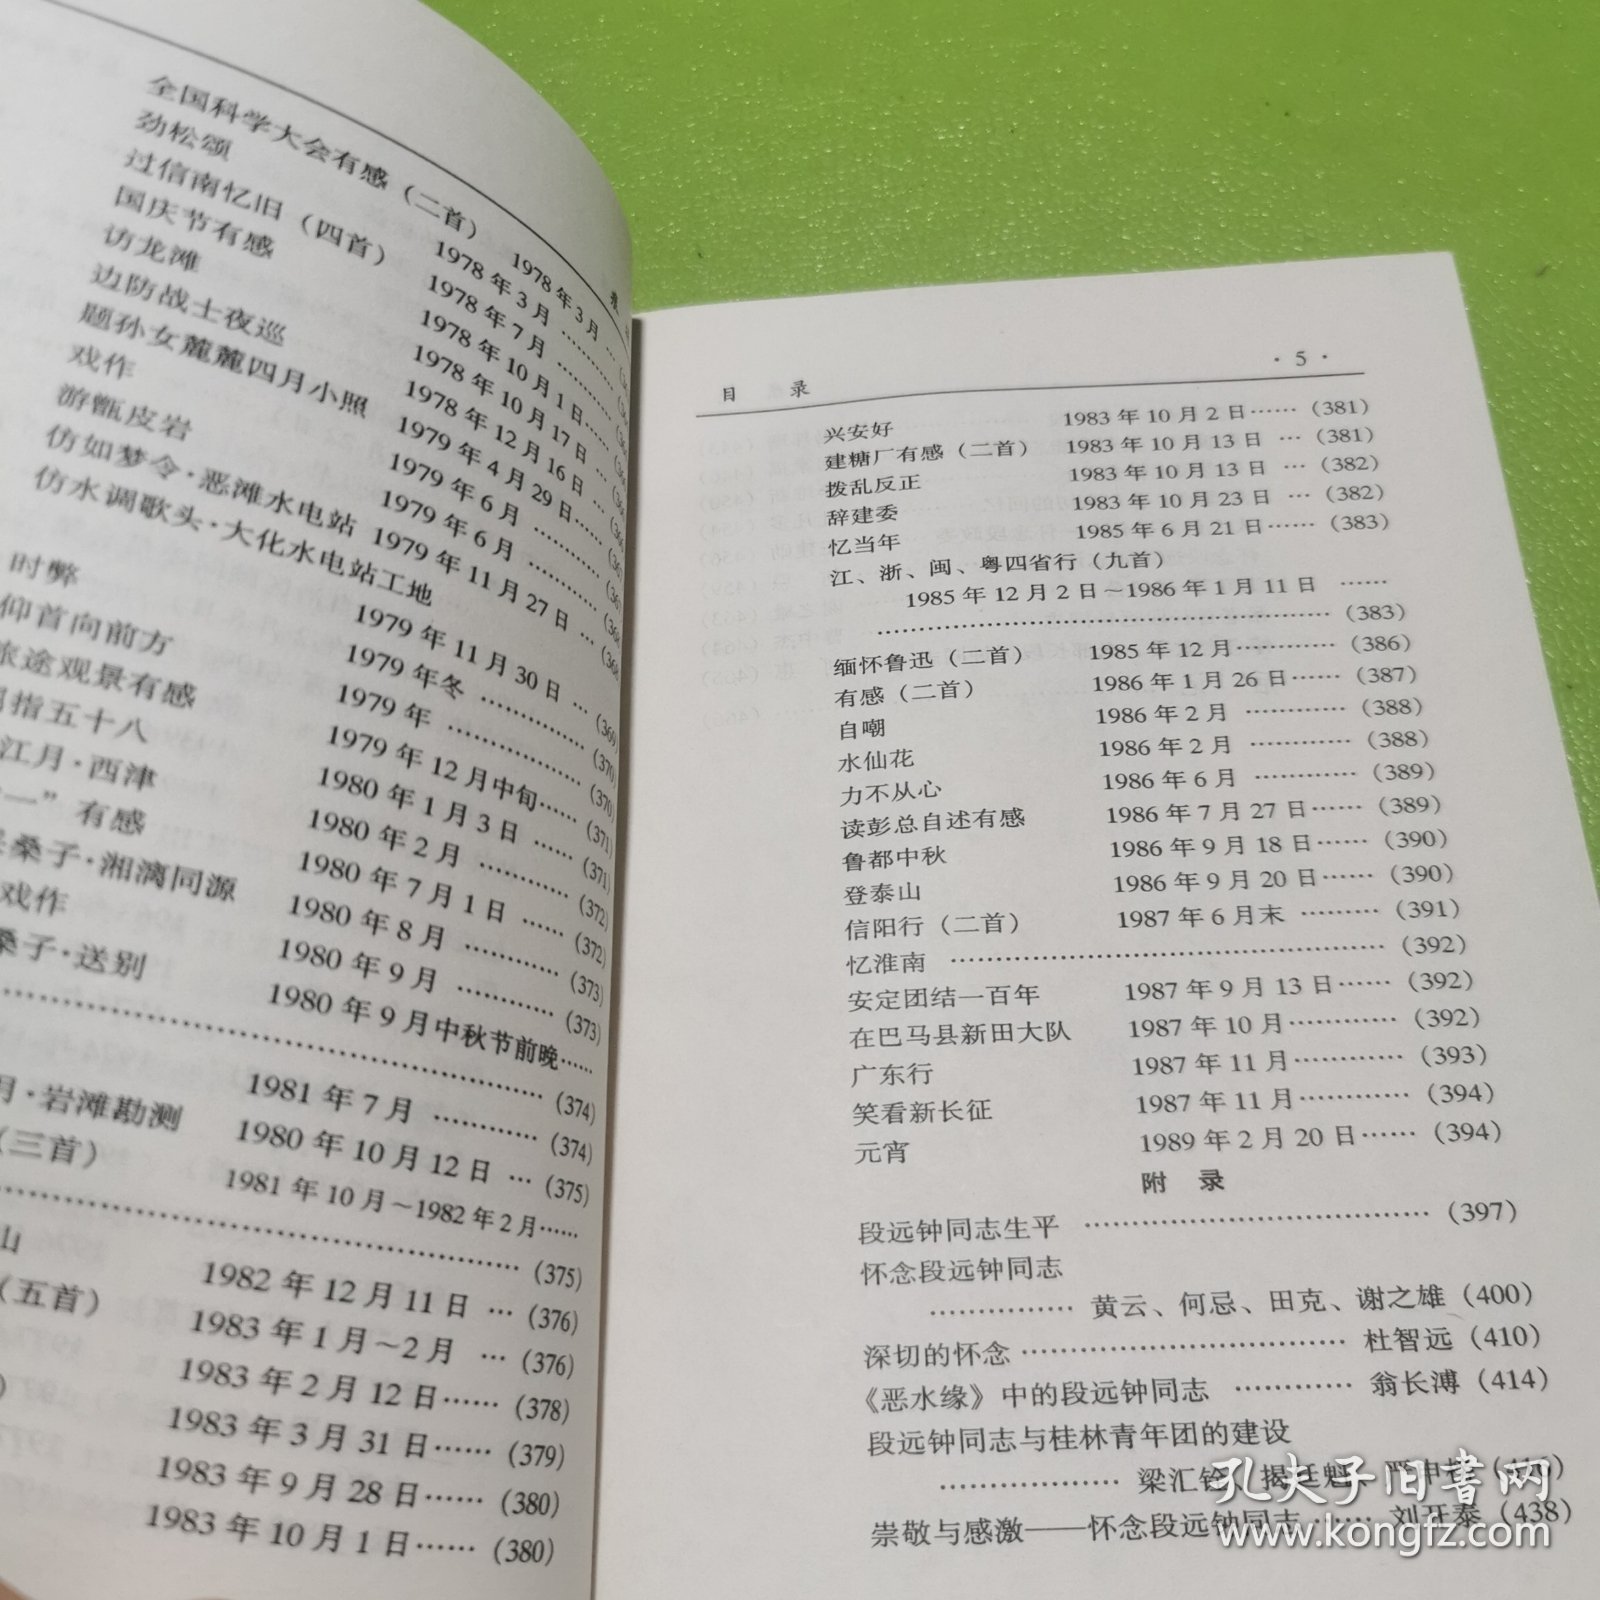 全国科学大会有感（二首） 1978年3月 …
劲松颂 1978年3月 …………
过信南忆旧（四首） 1978年7月 …………
国庆节有感 1978年10月1日……
访龙滩 1978年10月17日 …
边防战士夜巡 1978年12月16日 …
题孙女麓麓四月小照 1979年4月29日……
戏作 1979年6月 …………
游甑皮岩 1979年6月 …………
仿如梦令·恶滩水电站 1979年11月27日 …
仿水调歌头·大化水电站工地
1979年11月30日 …(369)
时弊 1979年冬 …………(370)
仰首向前方 1979年 …………(370)
旅途观景有感 1979年12月中旬……(371)
指五十八 1980年1月3日 ……(371)
江月·西津 1980年2月 …………(372)
一”有感 1980年7月1日 ……(372)
桑子·湘漓同源 1980年8月 …………(373)
戏作 1980年9月 …………(373)
桑子·送别 1980年9月中秋节前晚……
…………(374)
1981年7月 …………(374)
月·岩滩勘测 1980年10月12日 …(375)
（三首） 1981年10月～1982年2月……
…………(375)
山 1982年12月11日 …(376)
（五首） 1983年1月～2月 …(376)
1983年2月12日……(378)
1983年3月31日……(379)
1983年9月28日……(380)
1983年10月1日……(380)
目 录 ·5·
兴安好 1983年10月2日……(381)
建糖厂有感（二首） 1983年10月13日 …(381)
拨乱反正 1983年10月13日 …(382)
辞建委 1983年10月23日 …(382)
忆当年 1985年6月21日……(383)
江、浙、闽、粤四省行（九首）
1985年12月2日～1986年1月11日 ……
…………(383)
缅怀鲁迅（二首） 1985年12月…………(386)
有感（二首） 1986年1月26日……(387)
自嘲 1986年2月 …………(388)
水仙花 1986年2月 …………(388)
力不从心 1986年6月 …………(389)
读彭总自述有感 1986年7月27日……(389)
鲁都中秋 1986年9月18日……(390)
登泰山 1986年9月20日……(390)
信阳行（二首） 1987年6月末 ………(391)
忆淮南 …………(392)
安定团结一百年 1987年9月13日……(392)
在巴马县新田大队 1987年10月…………(392)
广东行 1987年11月…………(393)
笑看新长征 1987年11月…………(394)
元宵 1989年2月20日……(394)
附 录
段远钟同志生平 …………(397)
怀念段远钟同志
……………黄云、何忌、田克、谢之雄(400)
深切的怀念…………杜智远(410)
《恶水缘》中的段远钟同志 …………翁长溥(414)
段远钟同志与桂林青年团的建设
………………梁汇铨、揭廷魁、严申
崇敬与感激——怀念段远钟同志……刘开泰(438)
孔夫子旧书网
www.kongfz.com